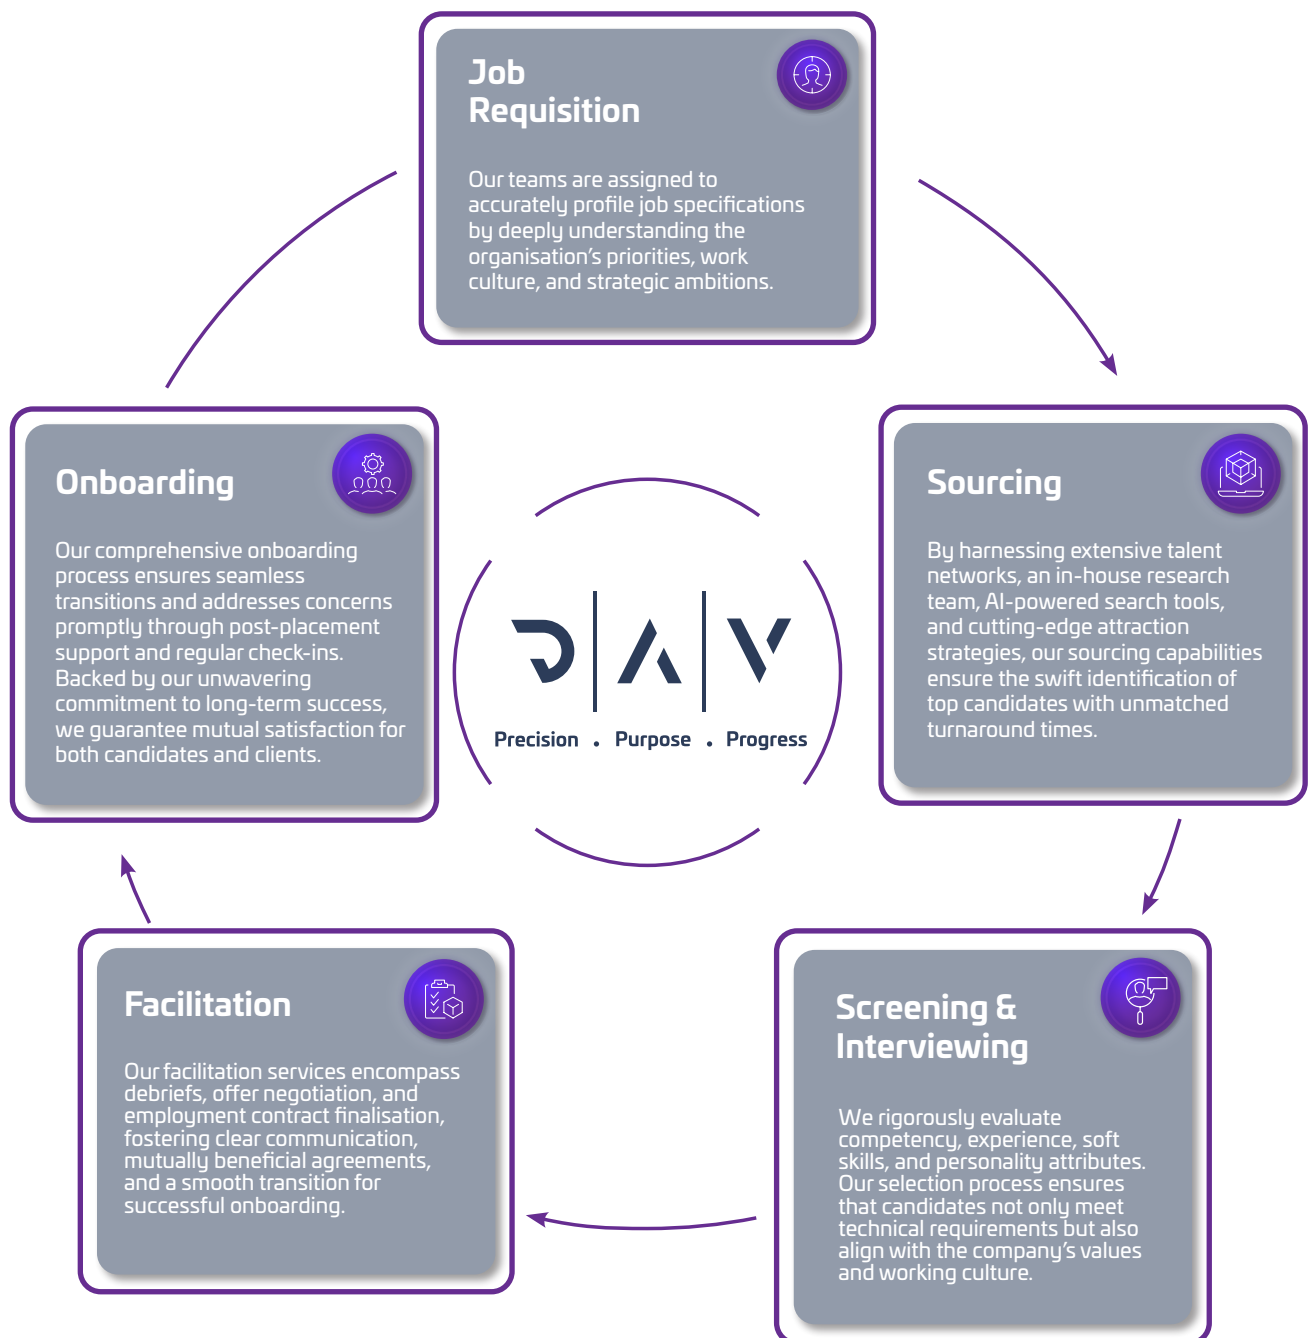 Job
Requisition
Our teams are assigned to
accurately profile job specifications
by deeply understanding the
organisation’s priorities, work
culture, and strategic ambitions.
Sourcing
By harnessing extensive talent
networks, an in-house research
team, AI-powered search tools,
and cutting-edge attraction
strategies, our sourcing capabilities
ensure the swift identification of
top candidates with unmatched
turnaround times.
Screening &
Interviewing
We rigorously evaluate
competency, experience, soft
skills, and personality attributes.
Our selection process ensures
that candidates not only meet
technical requirements but also
align with the company’s values
and working culture.
Facilitation
Our facilitation services encompass
debriefs, offer negotiation, and
employment contract finalisation,
fostering clear communication,
mutually beneficial agreements,
and a smooth transition for
successful onboarding.
Onboarding
Our comprehensive onboarding
process ensures seamless
transitions and addresses concerns
promptly through post-placement
support and regular check-ins.
Backed by our unwavering
commitment to long-term success,
we guarantee mutual satisfaction for
both candidates and clients.
D|A|V
Precision . Purpose . Progress